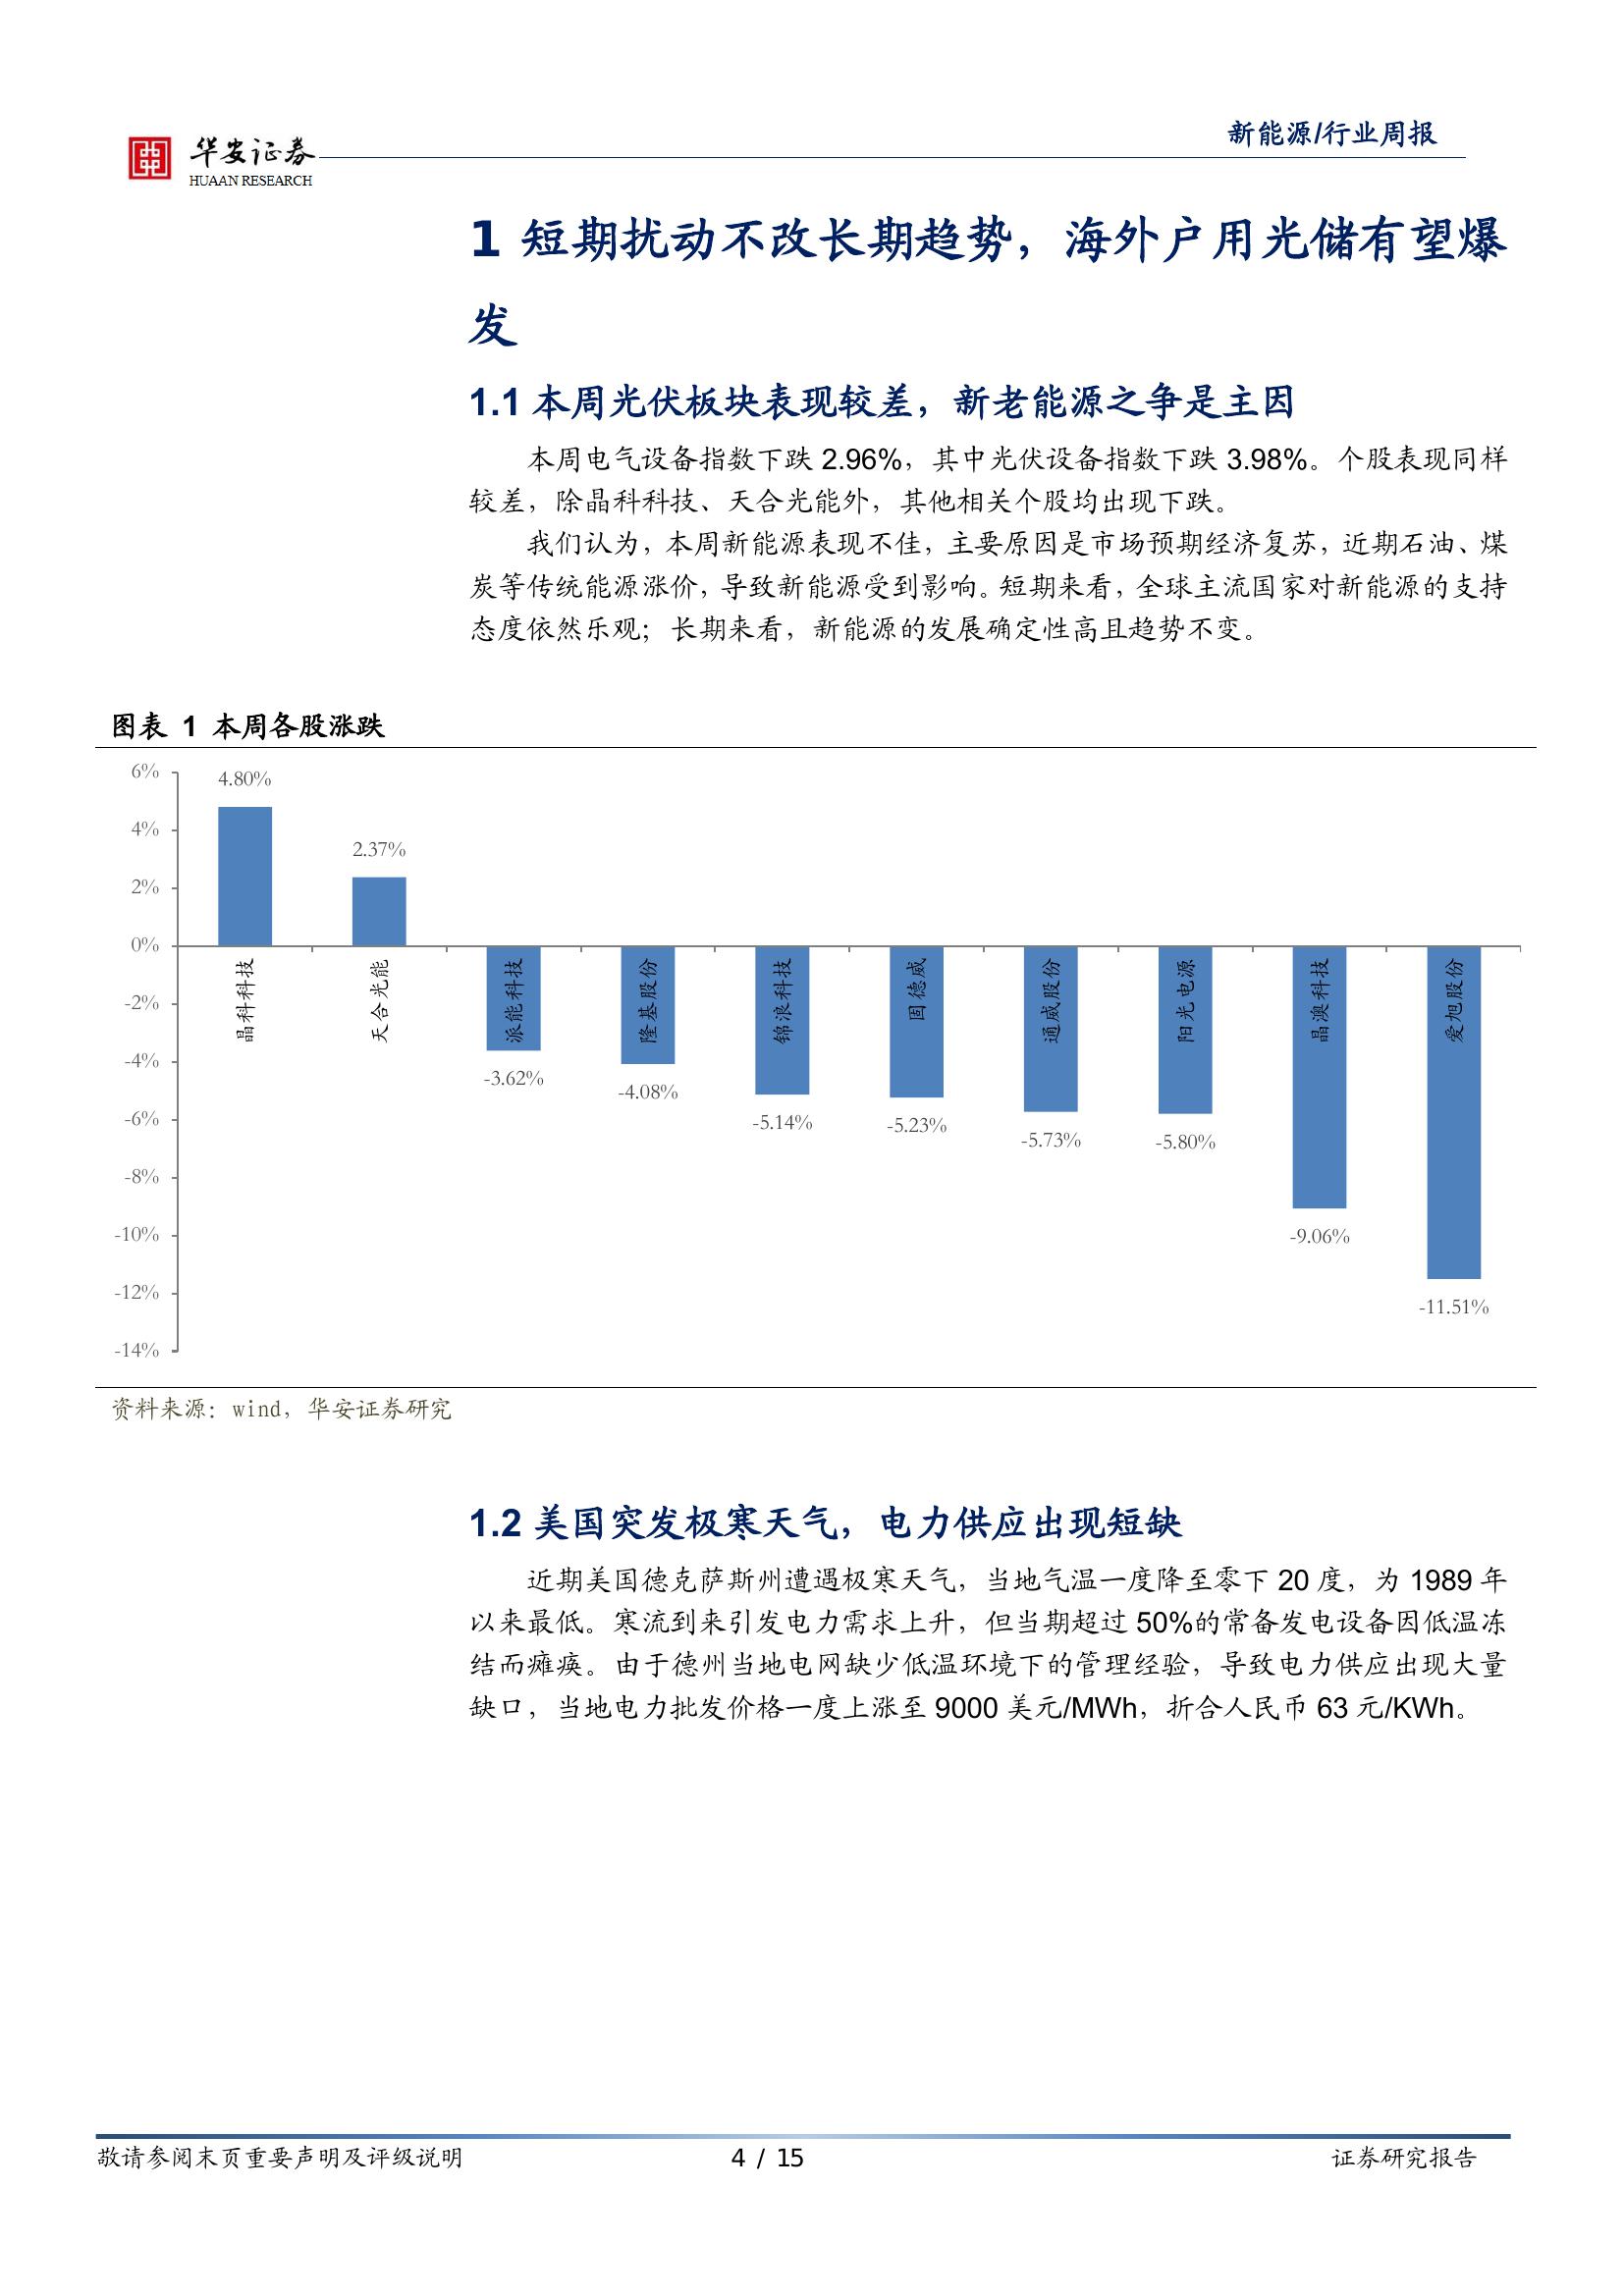 华安证券
HUAAN RESEARCH
新能源/行业周报
1 短期扰动不改长期趋势，海外户用光储有望爆
发
1.1 本周光伏板块表现较差，新老能源之争是主因
本周电气设备指数下跌 2.96%，其中光伏设备指数下跌 3.98%。个股表现同样
较差，除晶科科技、天合光能外，其他相关个股均出现下跌。
我们认为，本周新能源表现不佳，主要原因是市场预期经济复苏，近期石油、煤
炭等传统能源涨价，导致新能源受到影响。短期来看，全球主流国家对新能源的支持
态度依然乐观；长期来看，新能源的发展确定性高且趋势不变。
图表 1 本周各股涨跌
6%
4%
2%
0%
-2%
-4%
-6%
-8%
-10%
-12%
-14%
4.80%
2.37%
-3.62%
-4.08%
-5.14%
-5.23%
-5.73%
-5.80%
-9.06%
-11.51%
晶科科技
天合光能
派能科技
隆基股份
锦浪科技
固德威
通威股份
阳光电源
晶澳科技
爱旭股份
资料来源：wind，华安证券研究
1.2 美国突发极寒天气，电力供应出现短缺
近期美国德克萨斯州遭遇极寒天气，当地气温一度降至零下 20 度，为 1989 年
以来最低。寒流到来引发电力需求上升，但当期超过 50%的常备发电设备因低温冻
结而瘫痪。由于德州当地电网缺少低温环境下的管理经验，导致电力供应出现大量
缺口，当地电力批发价格一度上涨至 9000 美元/MWh，折合人民币 63 元/KWh。
敬请参阅末页重要声明及评级说明
4 / 15
证券研究报告